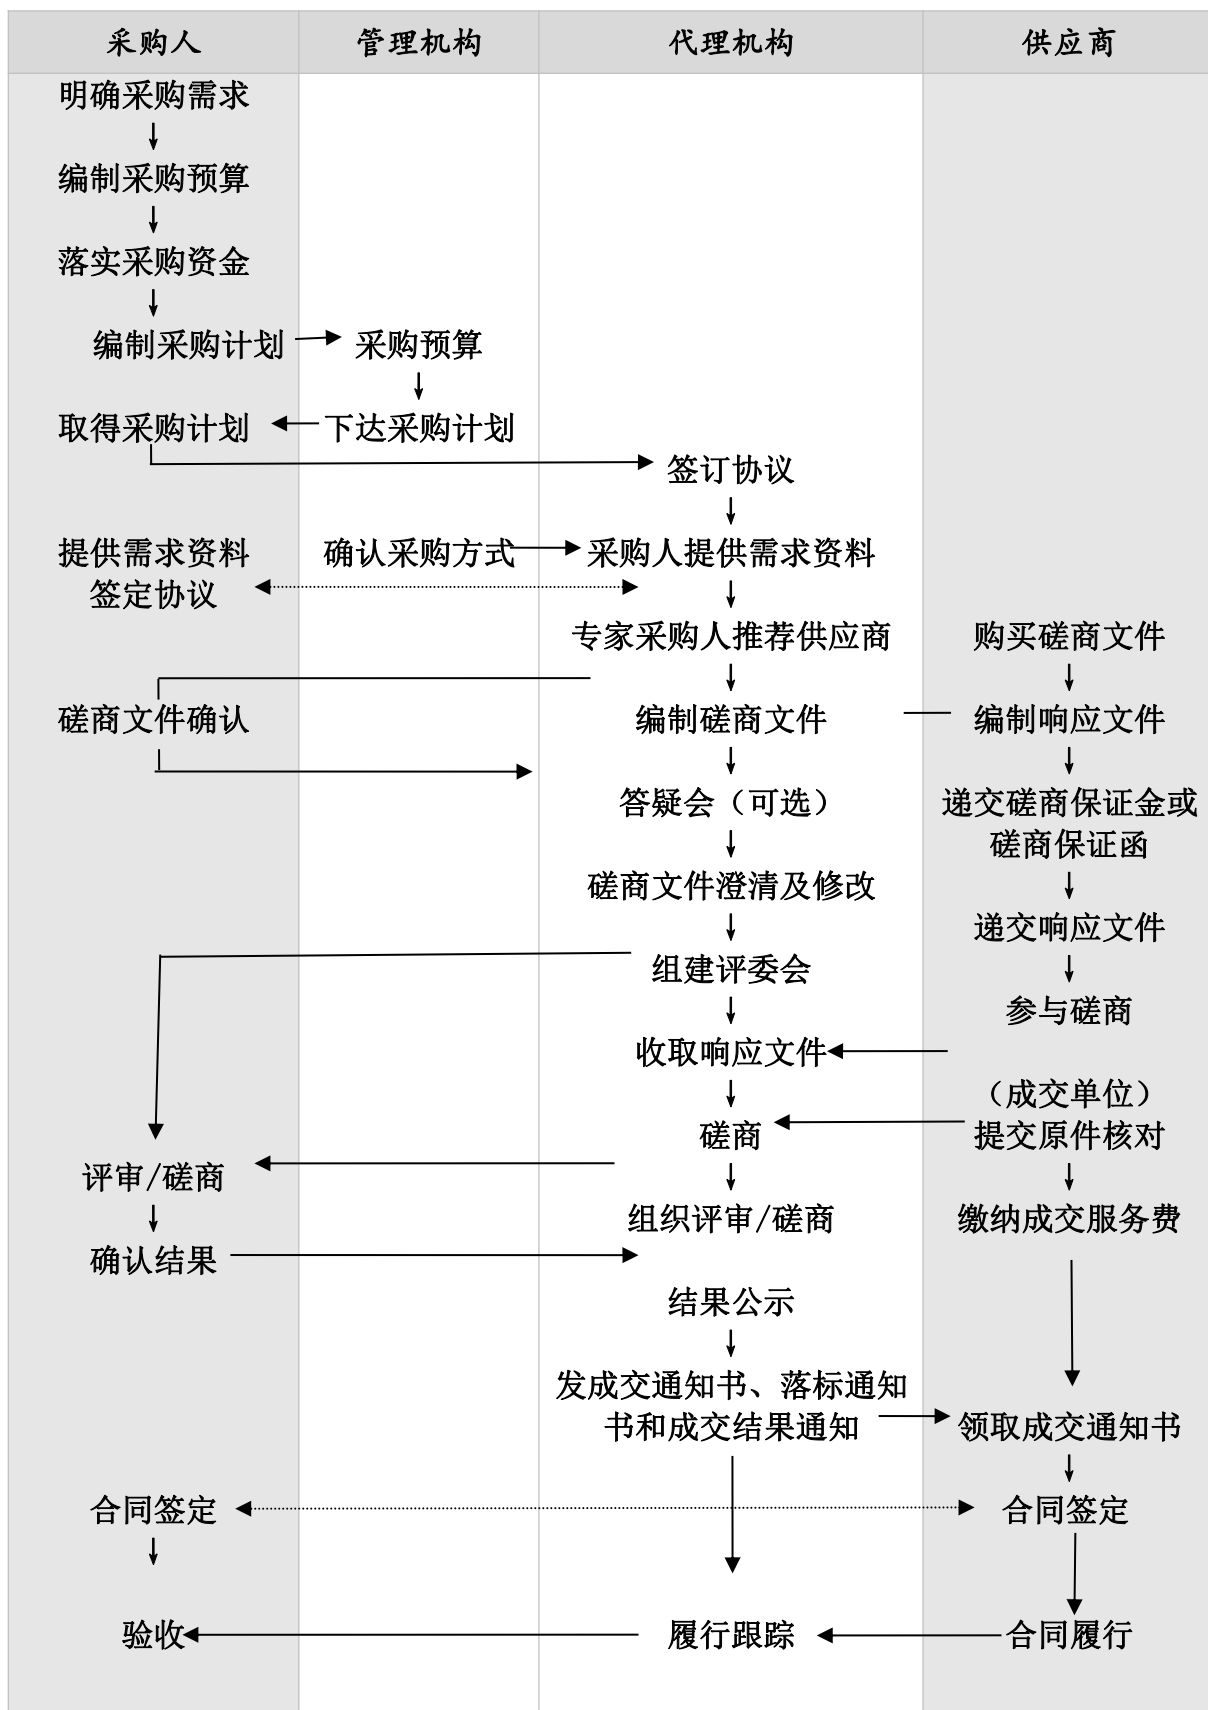 采购人 管理机构 代理机构 供应商
明确采购需求
编制采购预算
落实采购资金
编制采购计划 采购预算
取得采购计划 下达采购计划
签订协议
提供需求资料 确认采购方式 采购人提供需求资料
签定协议
专家采购人推荐供应商 购买磋商文件
磋商文件确认 编制磋商文件 编制响应文件
答疑会（可选） 递交磋商保证金或
磋商保证函
磋商文件澄清及修改
递交响应文件
组建评委会
参与磋商
收取响应文件
（成交单位）
磋商 提交原件核对
评审/磋商
组织评审/磋商 缴纳成交服务费
确认结果
结果公示
发成交通知书、落标通知
书和成交结果通知 领取成交通知书
合同签定 合同签定
验收 履行跟踪 合同履行